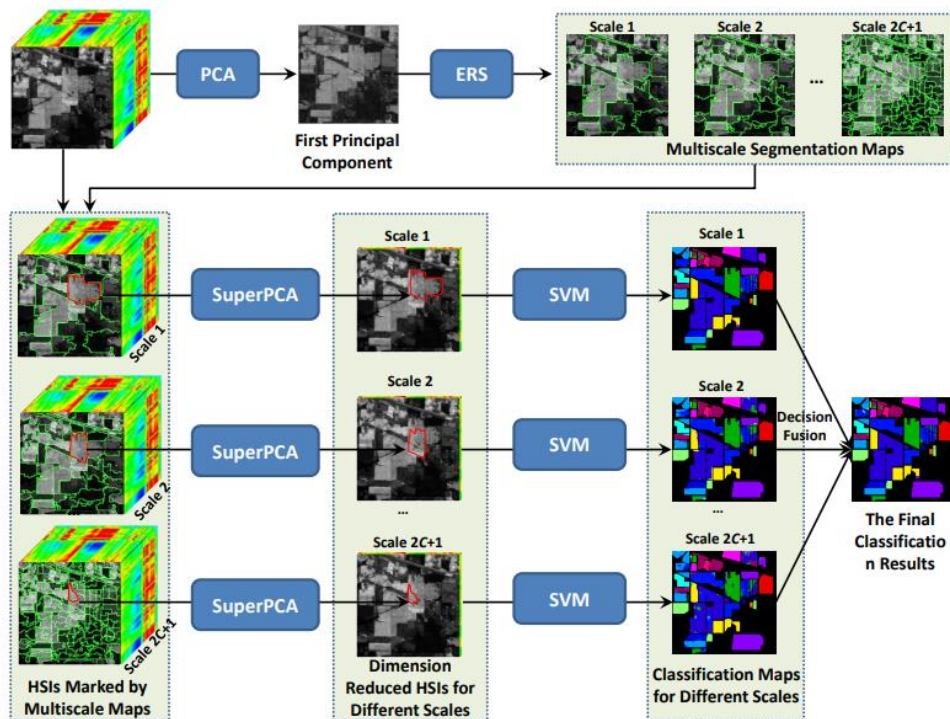 Scale 1
Scale 2
Scale 2C+1
PCA
ERS
...
First Principal
Component
Multiscale Segmentation Maps
Scale 1
Scale 1
SuperPCA
SVM
Scale 1
Scale 2
Scale 2
SuperPCA
SVM
Decision
Fusion
Scale 2
...
...
...
The Final
Classificatio
n Results
Scale 2C+1
Scale 2C+1
SuperPCA
SVM
Scale 2C+1
HSIs Marked by
Multiscale Maps
Dimension
Reduced HSIs for
Different Scales
Classification Maps
for Different Scales